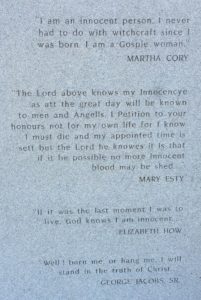 "I am an innocent person. I never
had to do with witchcraft since I
was born. I am a Gosple woman."
MARTHA CORY
"The Lord above knows my Innocencye
as att the great day will be known
to men and Angells. I Petition to your
honours not for my own life for I know
I must die and my appointed time is
sett but the Lord he knowes it is that
if it be possible no more innocent
blood may be shed ..."
MARY ESTY
"If it was the last moment I was to
live, God knows I am innocent..."
ELIZABETH HOW
"Well! burn me, or hang me, I will
stand in the truth of Christ..."
GEORGE JACOBS, SR.